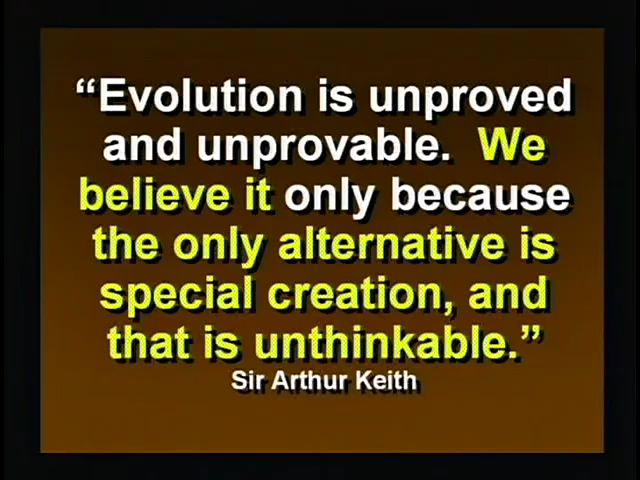 “Evolution is unproved
and unprovable. We
believe it only because
the only alternative is
special creation, and
that is unthinkable.”
Sir Arthur Keith